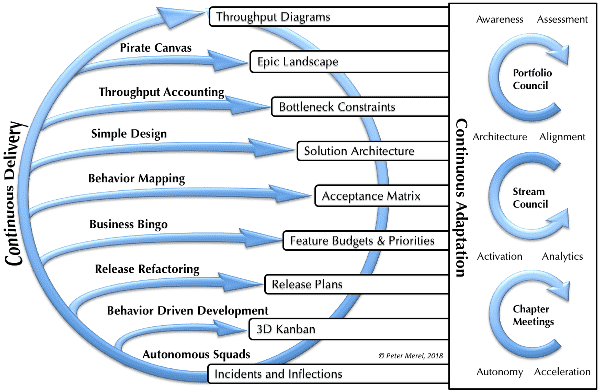 Throughput Diagrams
Pirate Canvas
Epic Landscape
Throughput Accounting
Bottleneck Constraints
Simple Design
Solution Architecture
Behavior Mapping
Acceptance Matrix
Business Bingo
Feature Budgets & Priorities
Release Refactoring
Release Plans
Behavior Driven Development
3D Kanban
Autonomous Squads
Incidents and Inflections
© Peter Merel, 2018
Continuous Delivery
Continuous Adaptation
Awareness Assessment
Portfolio
Council
Architecture Alignment
Stream
Council
Activation Analytics
Chapter
Meetings
Autonomy Acceleration